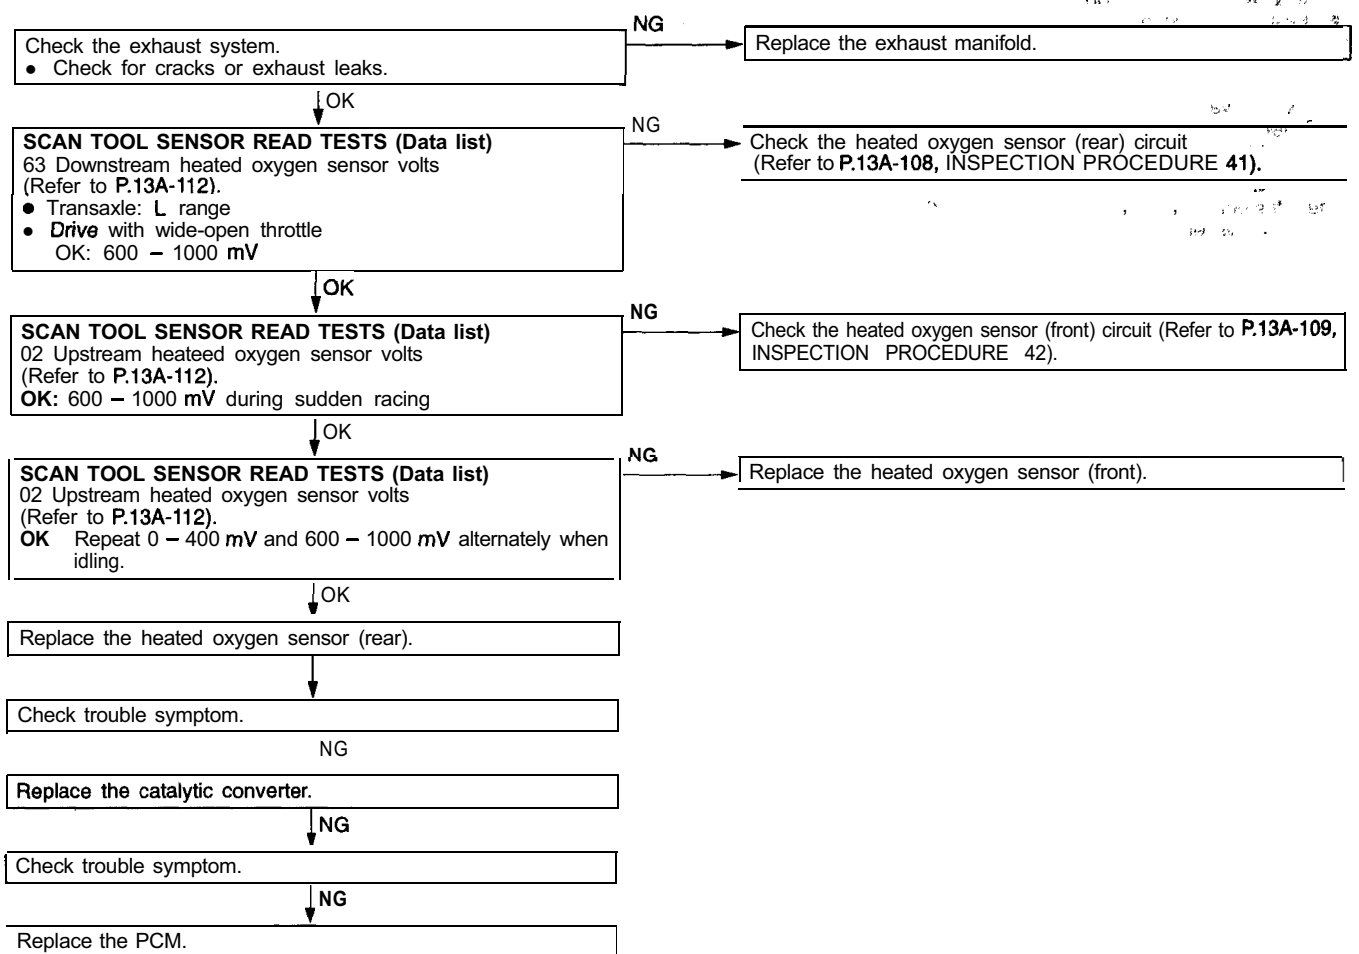 NG
Check the exhaust system.
● Check for cracks or exhaust leaks.
Replace the exhaust manifold.
OK
SCAN TOOL SENSOR READ TESTS (Data list)
63 Downstream heated oxygen sensor volts
(Refer to P.13A-112).
● Transaxle: L range
● Drive with wide-open throttle
OK: 600 – 1000 mV
NG
Check the heated oxygen sensor (rear) circuit
(Refer to P.13A-108, INSPECTION PROCEDURE 41).
OK
SCAN TOOL SENSOR READ TESTS (Data list)
02 Upstream heateed oxygen sensor volts
(Refer to P.13A-112).
OK: 600 – 1000 mV during sudden racing
NG
Check the heated oxygen sensor (front) circuit (Refer to P.13A-109,
INSPECTION PROCEDURE 42).
OK
SCAN TOOL SENSOR READ TESTS (Data list)
02 Upstream heated oxygen sensor volts
(Refer to P.13A-112).
OK Repeat 0 – 400 mV and 600 – 1000 mV alternately when
idling.
NG
Replace the heated oxygen sensor (front).
OK
Replace the heated oxygen sensor (rear).
Check trouble symptom.
NG
Replace the catalytic converter.
NG
Check trouble symptom.
NG
Replace the PCM.